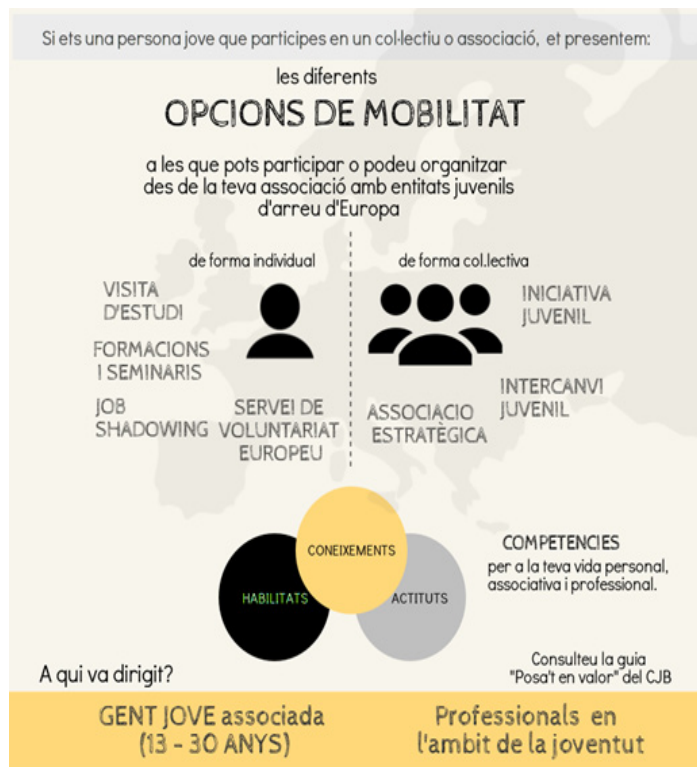 Si ets una persona jove que participes en un col·lectiu o associació, et presentem:
les diferents
OPCIONS DE MOBILITAT
a les que pots participar o podeu organitzar
des de la teva associació amb entitats juvenils
d'arreu d'Europa
de forma individual
VISITA
D'ESTUDI
FORMACIONS
I SEMINARIS
JOB
SHADOWING
SERVEI DE
VOLUNTARIAT
EUROPEU
de forma col.lectiva
INICIATIVA
JUVENIL
INTERCANVI
JUVENIL
ASSOCIACIO
ESTRATÈGICA
CONEIXEMENTS
HABILITATS
ACTITUTS
COMPETENCIES
per a la teva vida personal,
associativa i professional.
Consulteu la guia
"Posa't en valor" del CJB
A qui va dirigit?
GENT JOVE associada
(13 - 30 ANYS)
Professionals en
l'ambit de la joventut